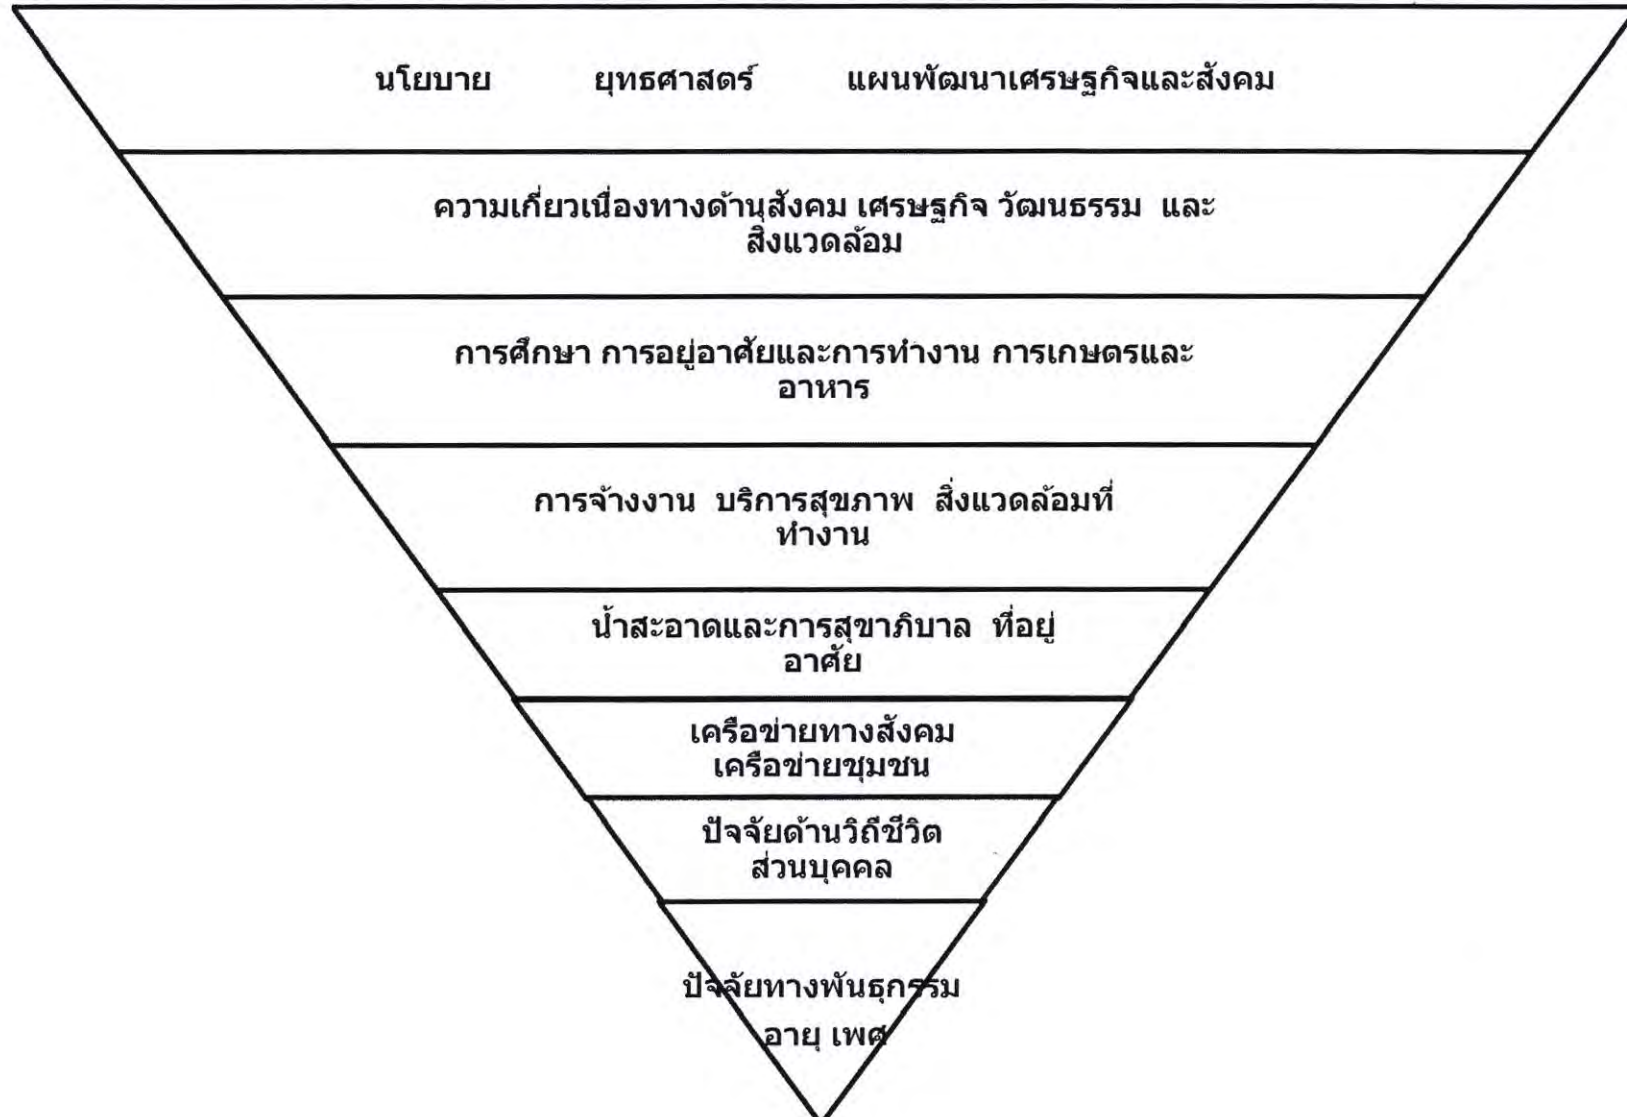 นโยบาย ยุทธศาสตร์ แผนพัฒนาเศรษฐกิจและสังคม
ความเกี่ยวเนื่องทางด้านสังคม เศรษฐกิจ วัฒนธรรม และ
สิ่งแวดล้อม
การศึกษา การอยู่อาศัยและการทำงาน การเกษตรและ
อาหาร
การจ้างงาน บริการสุขภาพ สิ่งแวดล้อมที่
ทำงาน
น้ำสะอาดและการสุขาภิบาล ที่อยู่
อาศัย
เครือข่ายทางสังคม
เครือข่ายชุมชน
ปัจจัยด้านวิถีชีวิต
ส่วนบุคคล
ปัจจัยทางพันธุกรรม
อายุ เพศ